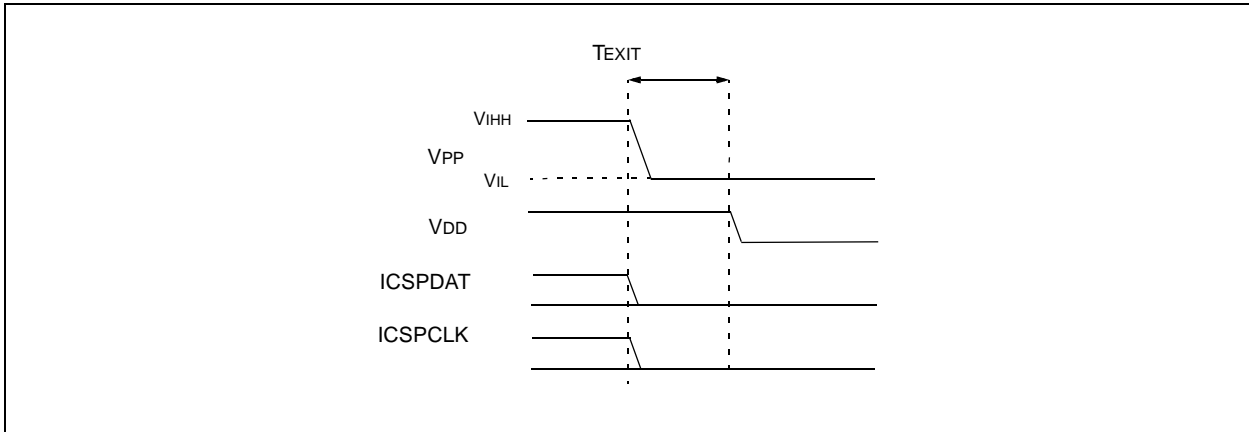 TEXIT
VIHH
VPP
VIL
VDD
ICSPDAT
ICSPCLK